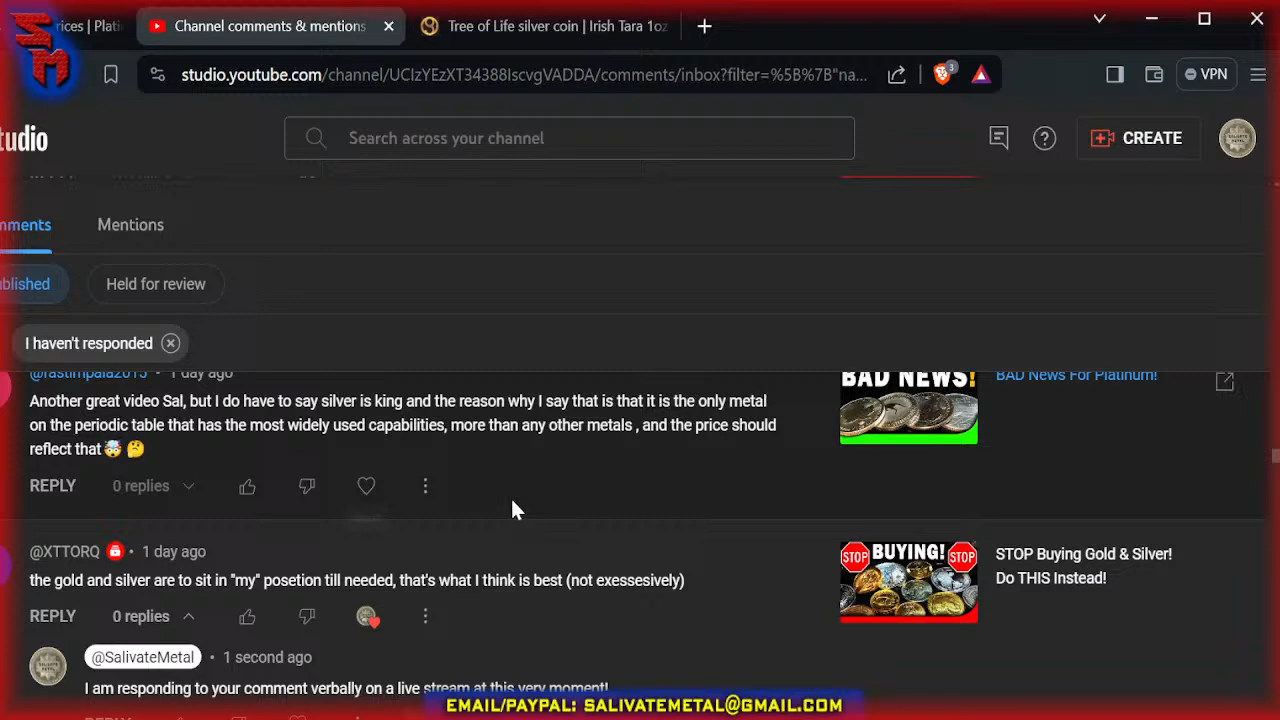 SM
rices | Plati
Channel comments & mentions
Tree of Life silver coin | Irish Tara 1oz
studio.youtube.com/channel/UCIzYEzXT34388lscvgVADDA/comments/inbox?filter=%5B%7B"na...
3
VPN
tudio
Search across your channel
CREATE
mments
Mentions
ublished
Held for review
I haven't responded
@fastimpala2015 • 1 day ago
BAD NEWS!
BAD News For Platinum!
Another great video Sal, but I do have to say silver is king and the reason why I say that is that it is the only metal
on the periodic table that has the most widely used capabilities, more than any other metals , and the price should
reflect that 🤯 🤔
REPLY
0 replies
@XTTORQ • 1 day ago
STOP BUYING! STOP
STOP Buying Gold & Silver!
Do THIS Instead!
the gold and silver are to sit in "my" posetion till needed, that's what I think is best (not exessesively)
REPLY
0 replies
@SalivateMetal • 1 second ago
I am responding to your comment verbally on a live stream at this very moment!
EMAIL/PAYPAL: SALIVATEMETAL@GMAIL.COM